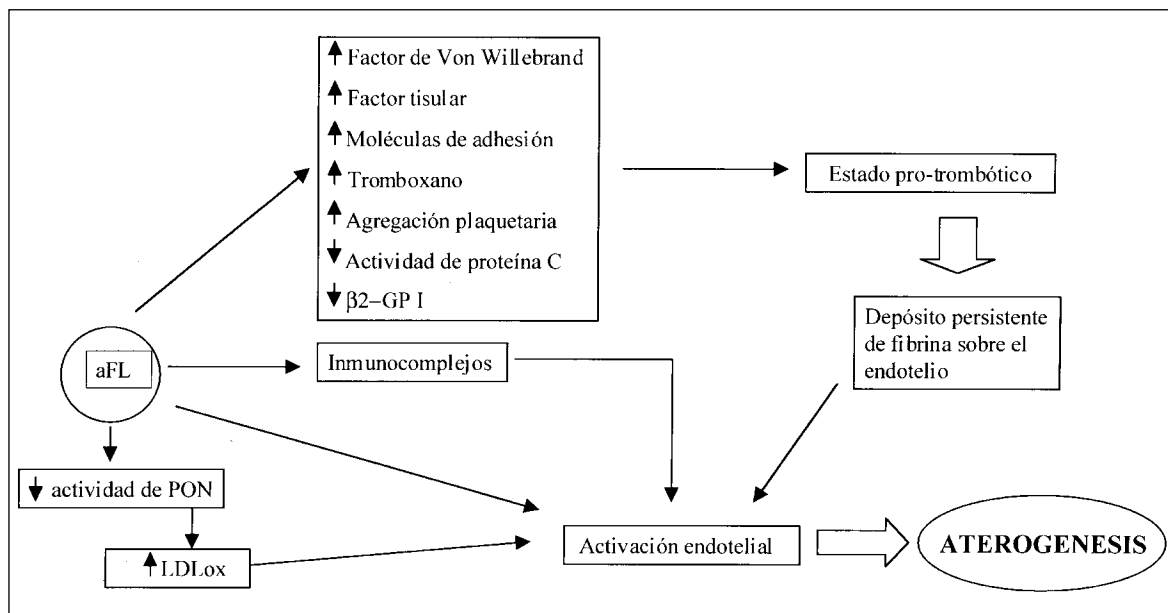 ↑ Factor de Von Willebrand
↑ Factor tisular
↑ Moléculas de adhesión
↑ Tromboxano
↑ Agregación plaquetaria
↓ Actividad de proteína C
↓ β2–GP I
Estado pro-trombótico
Depósito persistente
de fibrina sobre el
endotelio
aFL
Inmunocomplejos
↓ actividad de PON
↑ LDLox
Activación endotelial
ATEROGENESIS